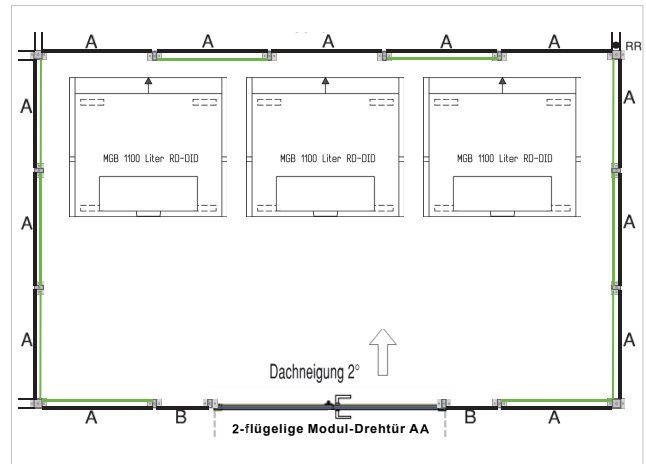 A A A A A
RR
A A
MGB 1100 Liter RD-DID MGB 1100 Liter RD-DID MGB 1100 Liter RD-DID
A A
A A
Dachneigung 2°
A B B A
2-flügelige Modul-Drehtür AA